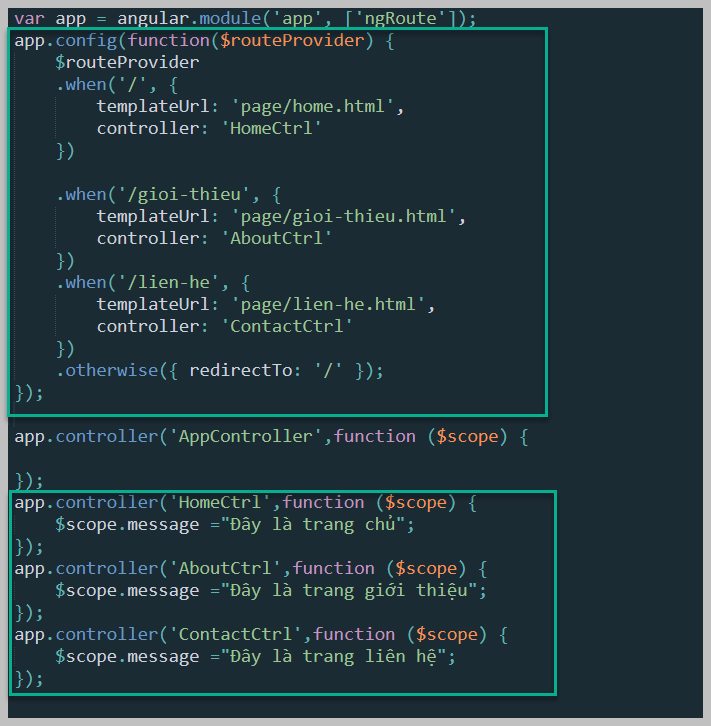 var app = angular.module('app', ['ngRoute']);
app.config(function($routeProvider) {
    $routeProvider
    .when('/', {
        templateUrl: 'page/home.html',
        controller: 'HomeCtrl'
    })

    .when('/gioi-thieu', {
        templateUrl: 'page/gioi-thieu.html',
        controller: 'AboutCtrl'
    })
    .when('/lien-he', {
        templateUrl: 'page/lien-he.html',
        controller: 'ContactCtrl'
    })
    .otherwise({ redirectTo: '/' });
});

app.controller('AppController',function ($scope) {

});
app.controller('HomeCtrl',function ($scope) {
    $scope.message ="Đây là trang chủ";
});
app.controller('AboutCtrl',function ($scope) {
    $scope.message ="Đây là trang giới thiệu";
});
app.controller('ContactCtrl',function ($scope) {
    $scope.message ="Đây là trang liên hệ";
});